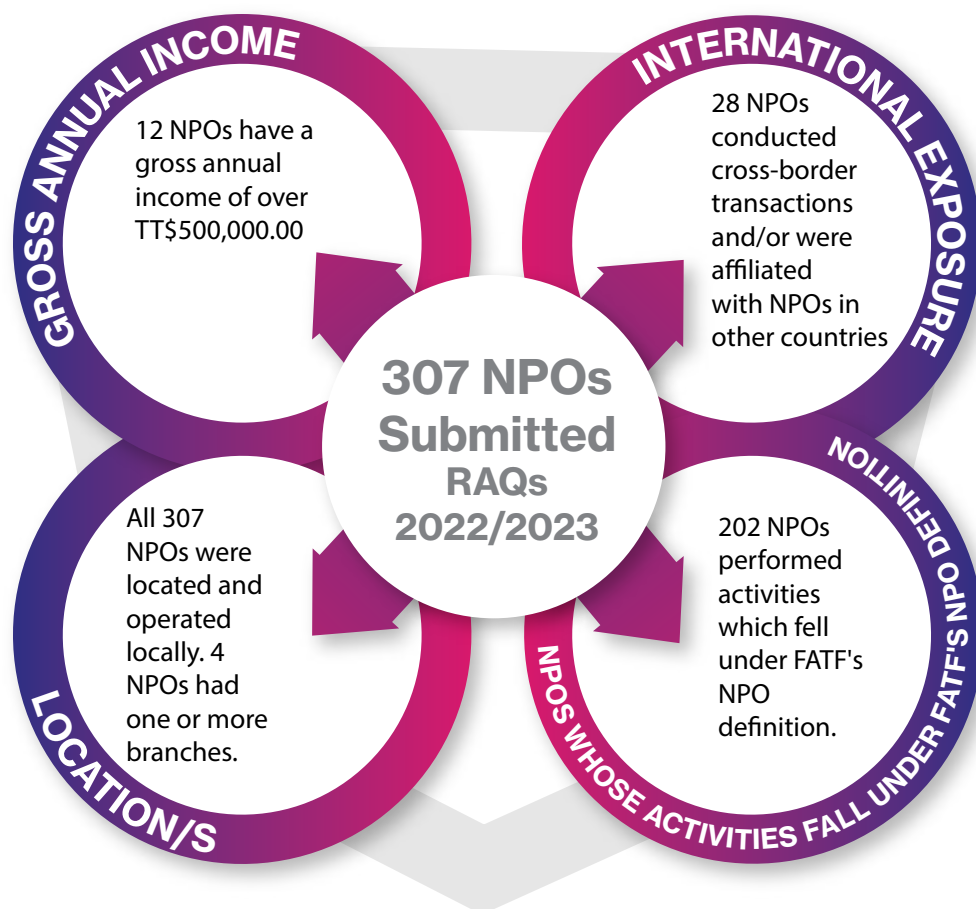 GROSS ANNUAL INCOME
12 NPOs have a
gross annual
income of over
TT$500,000.00
INTERNATIONAL EXPOSURE
28 NPOs
conducted
cross-border
transactions
and/or were
affiliated
with NPOs in
other countries
307 NPOs
Submitted
RAQs
2022/2023
LOCATION/S
All 307
NPOs were
located and
operated
locally. 4
NPOs had
one or more
branches.
NPOS WHOSE ACTIVITIES FALL UNDER FATF'S NPO DEFINITION
202 NPOs
performed
activities
which fell
under FATF's
NPO
definition.